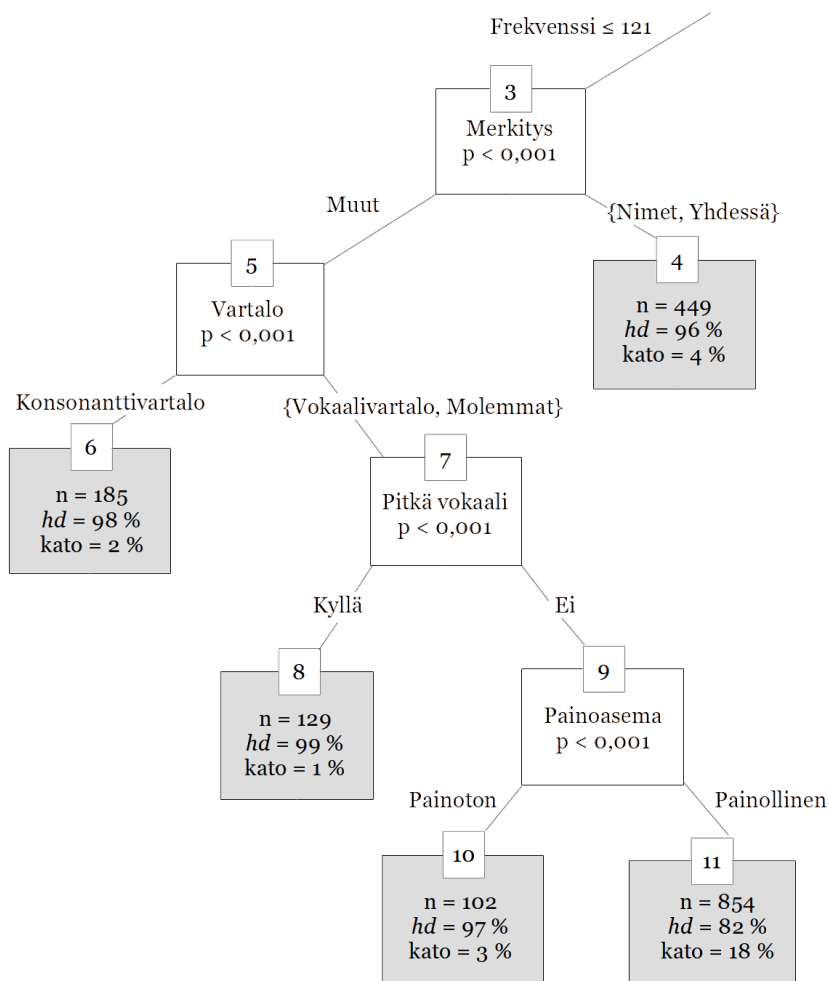 Frekvenssi ≤ 121
3
Merkitys
p < 0,001
Muut
{Nimet, Yhdessä}
5
Vartalo
p < 0,001
4
n = 449
hd = 96 %
kato = 4 %
Konsonanttivartalo
{Vokaalivartalo, Molemmat}
6
n = 185
hd = 98 %
kato = 2 %
7
Pitkä vokaali
p < 0,001
Kyllä
Ei
8
n = 129
hd = 99 %
kato = 1 %
9
Painoasema
p < 0,001
Painoton
Painollinen
10
n = 102
hd = 97 %
kato = 3 %
11
n = 854
hd = 82 %
kato = 18 %